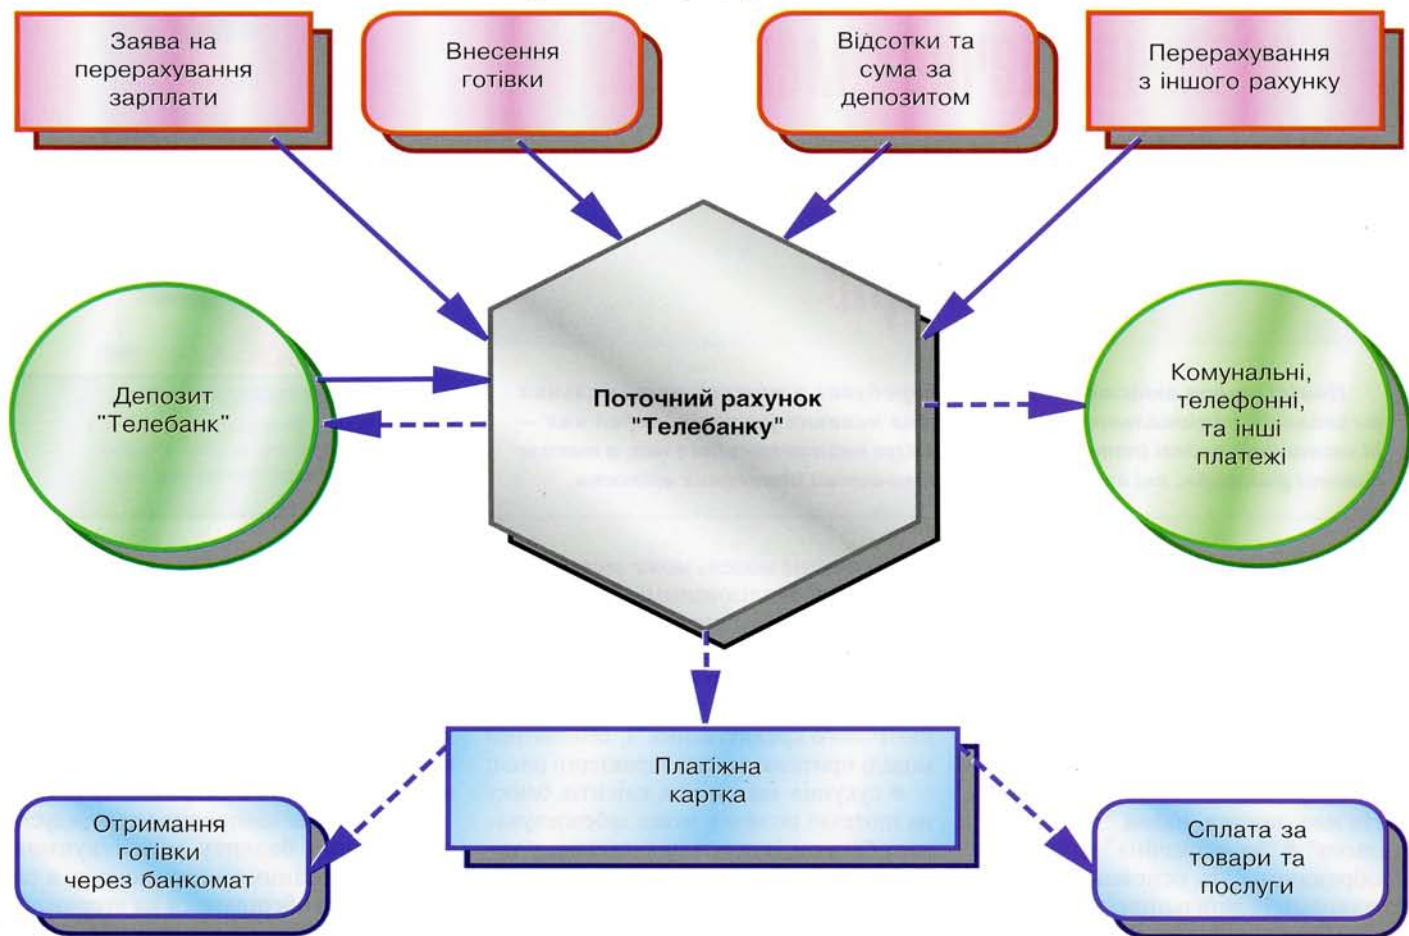 Заява на
перерахування
зарплати
Внесення
готівки
Відсотки та
сума за
депозитом
Перерахування
з іншого рахунку
Депозит
"Телебанк"
Поточний рахунок
"Телебанку"
Комунальні,
телефонні,
та інші
платежі
Платіжна
картка
Отримання
готівки
через банкомат
Сплата за
товари та
послуги